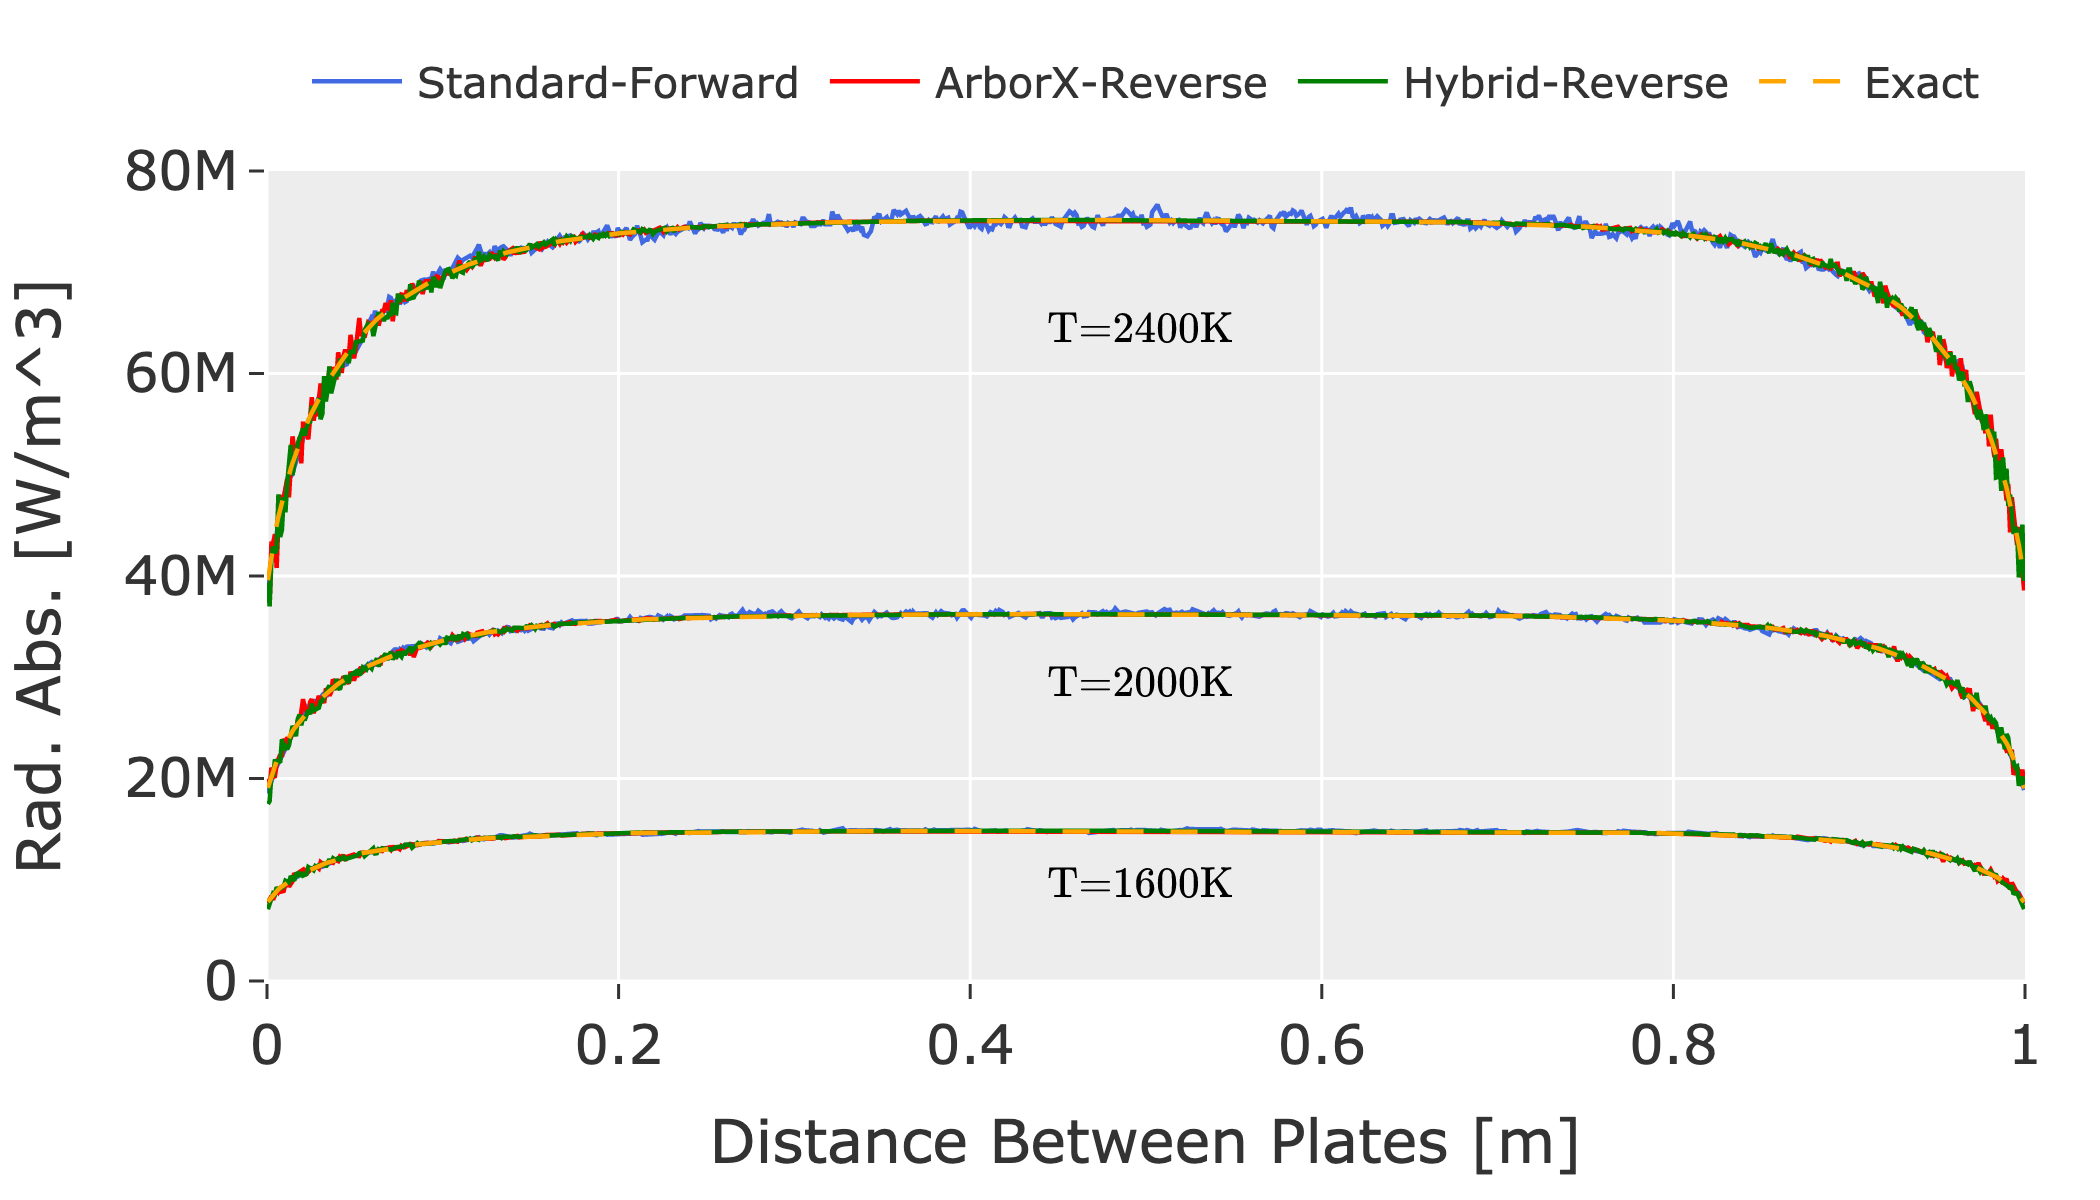 Standard-Forward ArborX-Reverse Hybrid-Reverse Exact
Rad. Abs. [W/m^3]
80M
60M
40M
20M
0
T=2400K
T=2000K
T=1600K
0 0.2 0.4 0.6 0.8 1
Distance Between Plates [m]